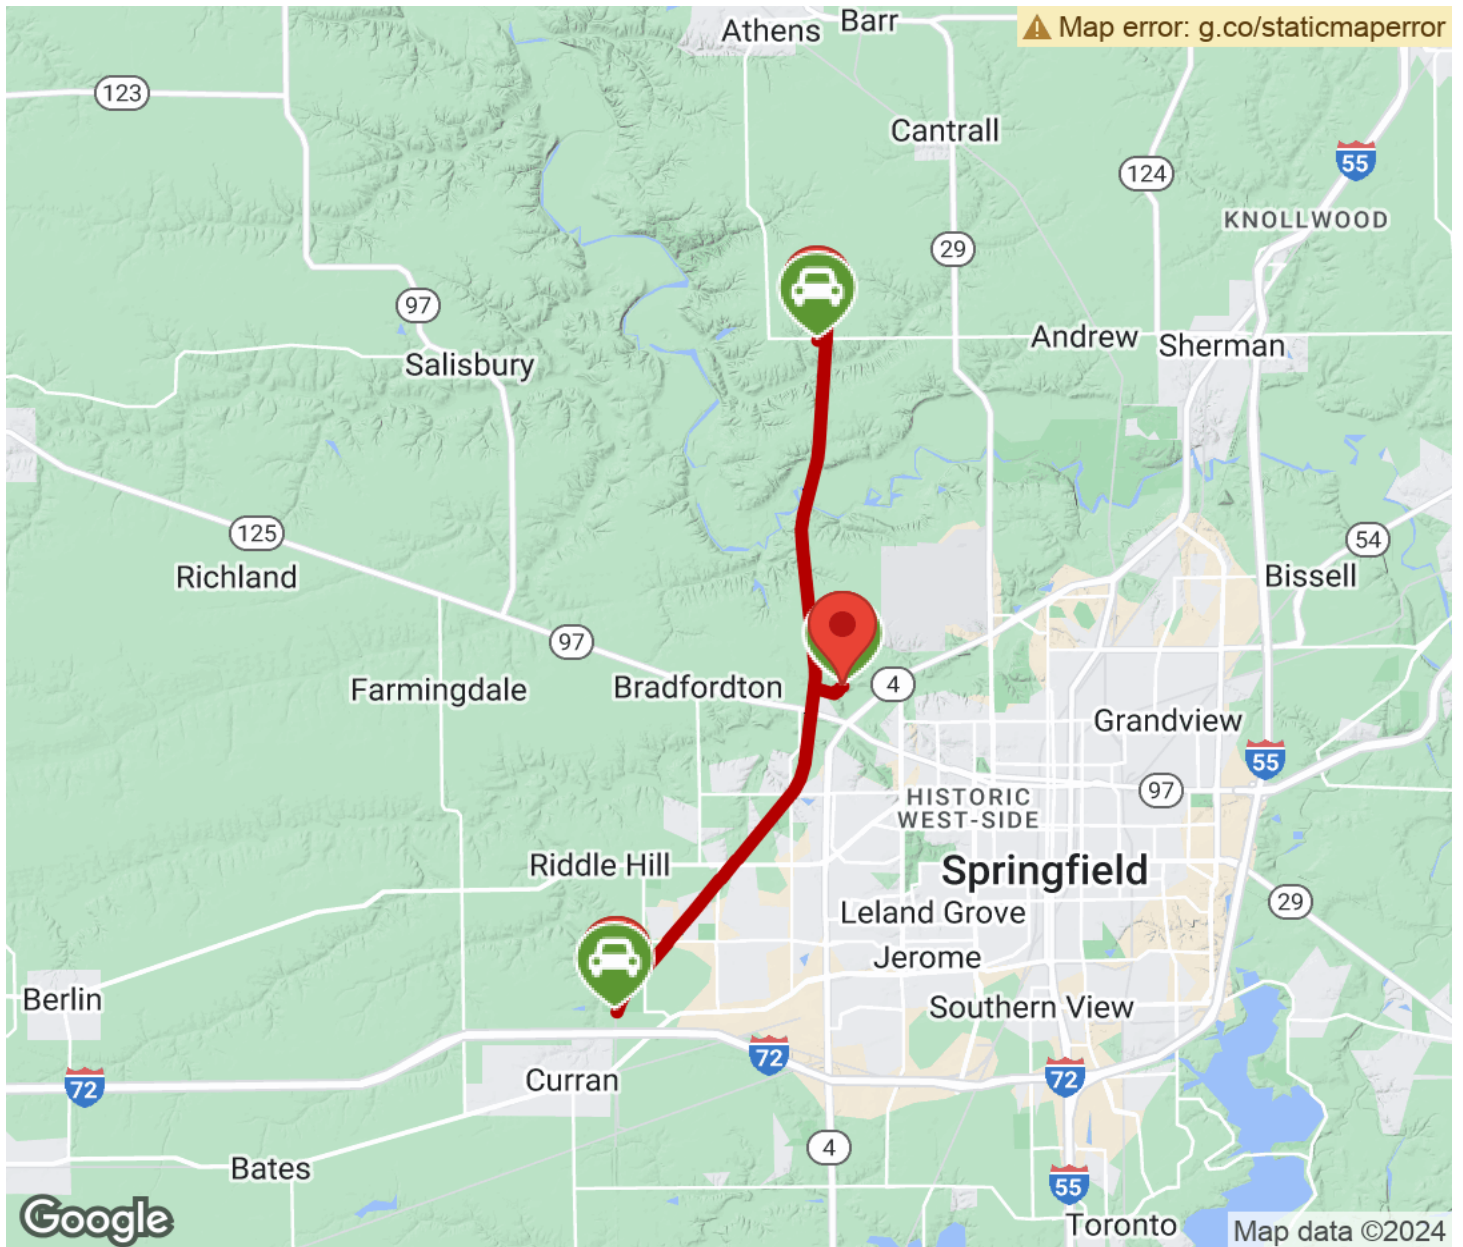 Athens
Barr
Map error: g.co/staticmaperror
123
Cantrall
55
124
KNOLLWOOD
29
97
Andrew
Sherman
Salisbury
125
54
Richland
Bissell
97
Farmingdale
Bradfordton
4
Grandview
55
97
HISTORIC
WEST-SIDE
Riddle Hill
Springfield
29
Leland Grove
Jerome
Berlin
Southern View
72
72
72
Curran
4
Bates
55
Google
Toronto
Map data ©2024